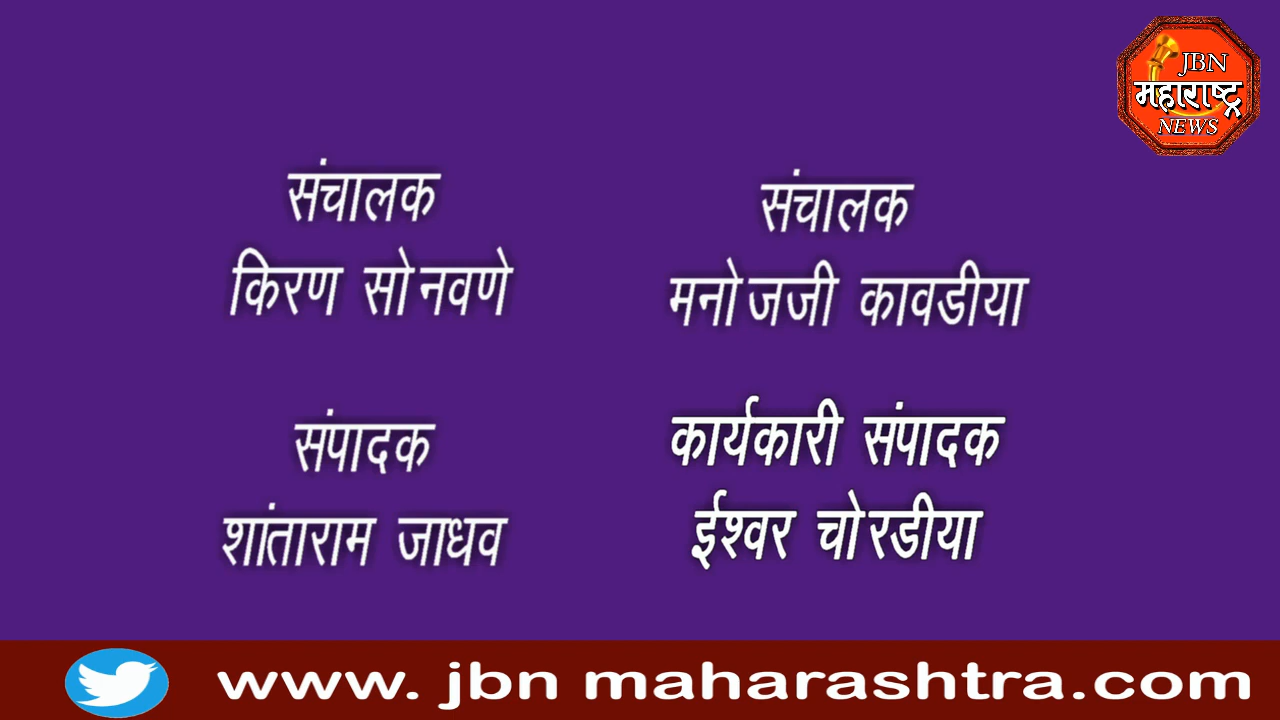 JBN
महाराष्ट्र
NEWS
संचालक
किरण सोनवणे
संचालक
मनोजजी कावडीया
संपादक
शांताराम जाधव
कार्यकारी संपादक
ईश्वर चोरडीया
www. jbn maharashtra.com